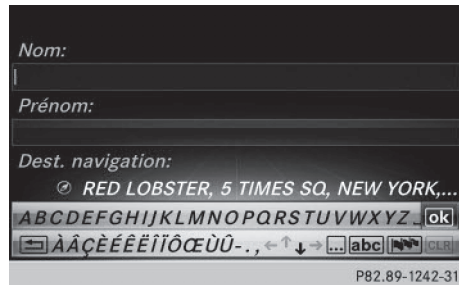 Nom:
Prénom:
Dest. navigation:
RED LOBSTER, 5 TIMES SQ, NEW YORK,...
ABCDEFGHIJKLMNOPQRSTUVWXYZ_ ok
ÀÂÇÈÉÊËÎÏÔŒÙÛ-.,←↑↓→... abc CLR
P82.89-1242-31